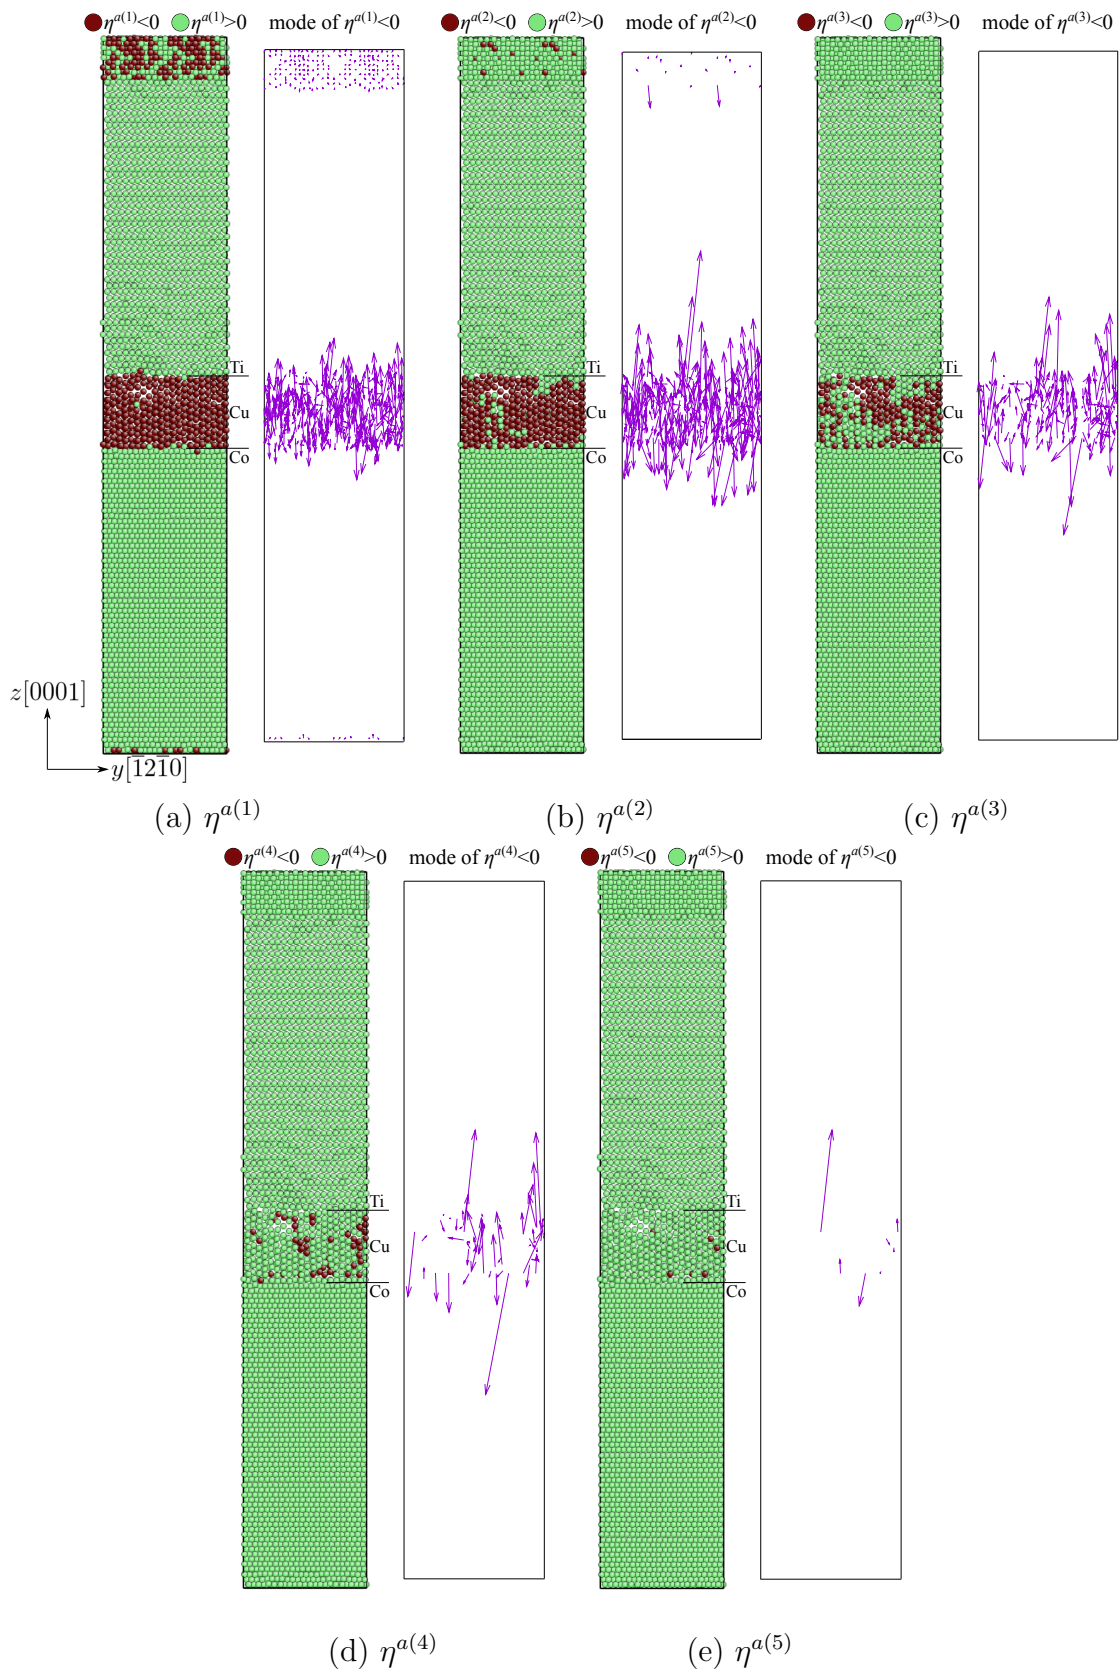 η^{a(1)}<0 η^{a(1)}>0 mode of η^{a(1)}<0
η^{a(2)}<0 η^{a(2)}>0 mode of η^{a(2)}<0
η^{a(3)}<0 η^{a(3)}>0 mode of η^{a(3)}<0
Ti
Cu
Co
Ti
Cu
Co
Ti
Cu
Co
z[0001]
y[1̅21̅0]
(a) η^{a(1)}
(b) η^{a(2)}
(c) η^{a(3)}
η^{a(4)}<0 η^{a(4)}>0 mode of η^{a(4)}<0
η^{a(5)}<0 η^{a(5)}>0 mode of η^{a(5)}<0
Ti
Cu
Co
Ti
Cu
Co
(d) η^{a(4)}
(e) η^{a(5)}